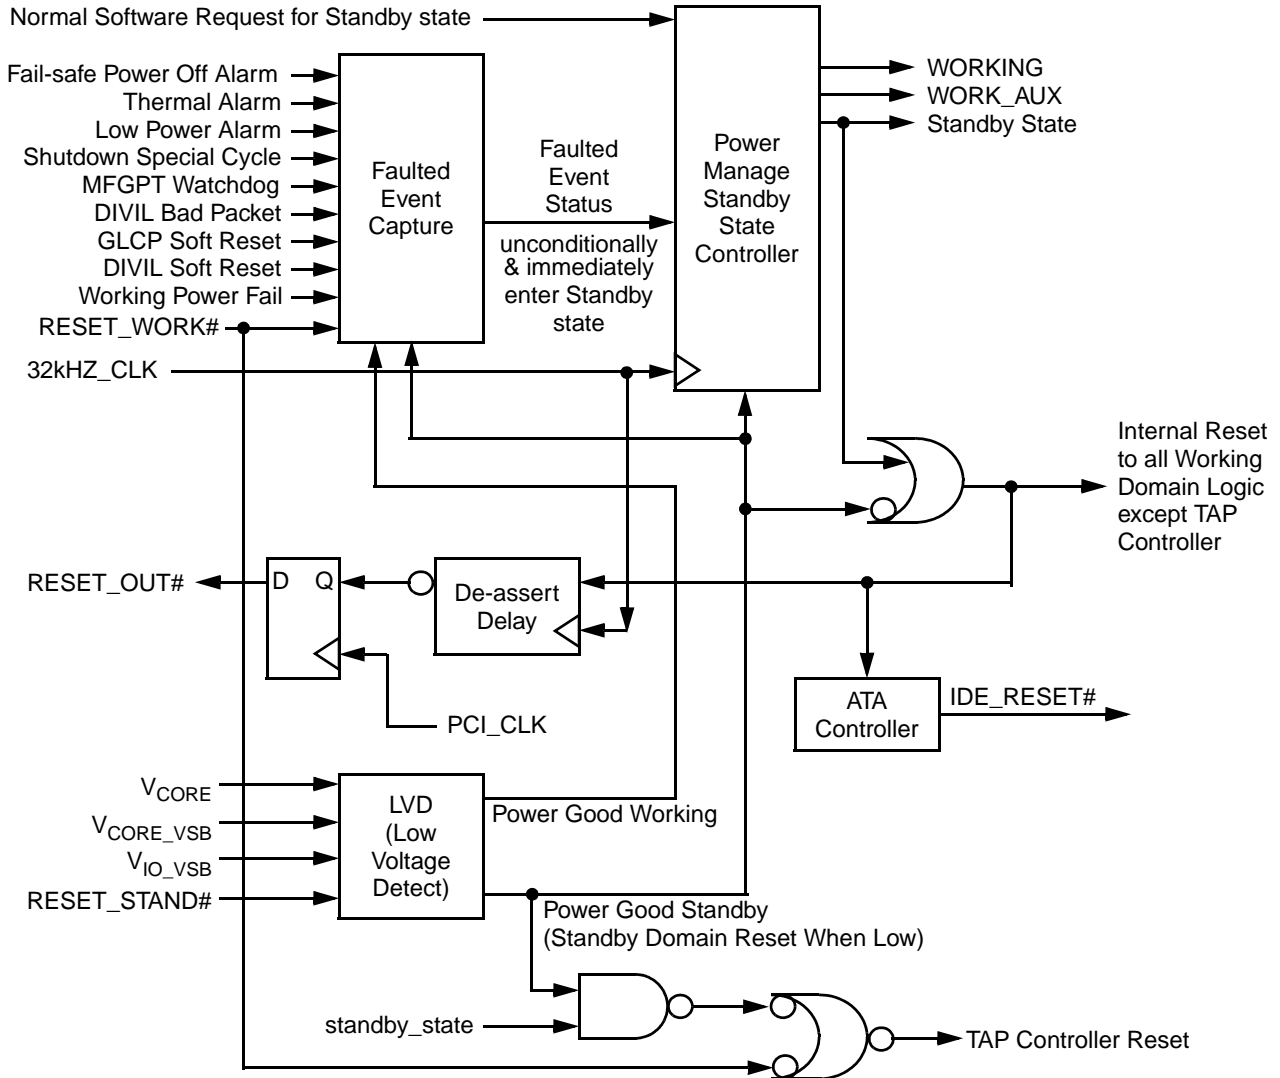 Normal Software Request for Standby state
Fail-safe Power Off Alarm
Thermal Alarm
Low Power Alarm
Shutdown Special Cycle
MFGPT Watchdog
DIVIL Bad Packet
GLCP Soft Reset
DIVIL Soft Reset
Working Power Fail
RESET_WORK#
32kHZ_CLK
Faulted
Event
Capture
Faulted
Event
Status
unconditionally
& immediately
enter Standby
state
Power
Manage
Standby
State
Controller
WORKING
WORK_AUX
Standby State
Internal Reset
to all Working
Domain Logic
except TAP
Controller
RESET_OUT#
D Q
De-assert
Delay
PCI_CLK
ATA
Controller
IDE_RESET#
VCORE
VCORE_VSB
VIO_VSB
RESET_STAND#
LVD
(Low
Voltage
Detect)
Power Good Working
Power Good Standby
(Standby Domain Reset When Low)
standby_state
TAP Controller Reset